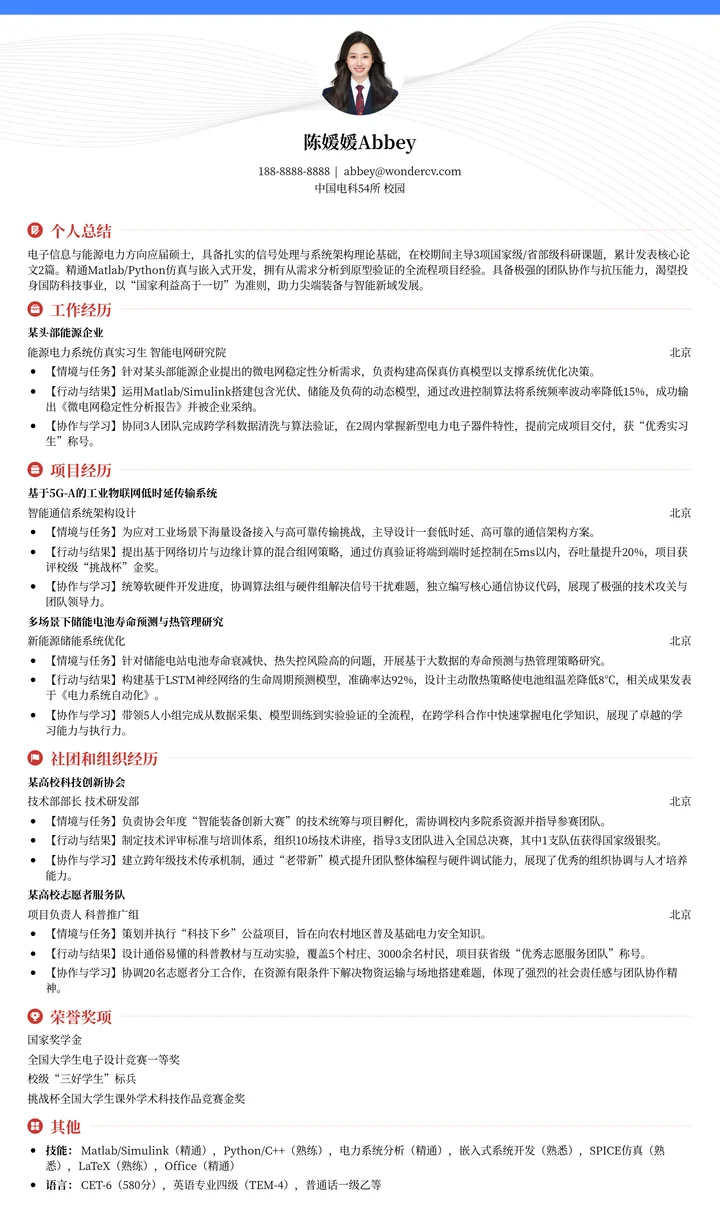 陈媛媛Abbey
188-8888-8888 | abbey@wondercv.com
中国电科54所 校园
个人总结
电子信息与能源电力方向应届硕士，具备扎实的信号处理与系统架构理论基础，在校期间主导3项国家级/省部级科研课题，累计发表核心论
文2篇。精通Matlab/Python仿真与嵌入式开发，拥有从需求分析到原型验证的全流程项目经验。具备极强的团队协作与抗压能力，渴望投
身国防科技事业，以“国家利益高于一切”为准则，助力尖端装备与智能新域发展。
工作经历
某头部能源企业
能源电力系统仿真实习生 智能电网研究院 北京
• 【情境与任务】针对某头部能源企业提出的微电网稳定性分析需求，负责构建高保真仿真模型以支撑系统优化决策。
• 【行动与结果】运用Matlab/Simulink搭建包含光伏、储能及负荷的动态模型，通过改进控制算法将系统频率波动率降低15%，成功输
出《微电网稳定性分析报告》并被企业采纳。
• 【协作与学习】协同3人团队完成跨学科数据清洗与算法验证，在2周内掌握新型电力电子器件特性，提前完成项目交付，获“优秀实习
生”称号。
项目经历
基于5G-A的工业物联网低时延传输系统
智能通信系统架构设计 北京
• 【情境与任务】为应对工业场景下海量设备接入与高可靠传输挑战，主导设计一套低时延、高可靠的通信架构方案。
• 【行动与结果】提出基于网络切片与边缘计算的混合组网策略，通过仿真验证将端到端时延控制在5ms以内，吞吐量提升20%，项目获
评校级“挑战杯”金奖。
• 【协作与学习】统筹软硬件开发进度，协调算法组与硬件组解决信号干扰难题，独立编写核心通信协议代码，展现了极强的技术攻关与
团队领导力。
多场景下储能电池寿命预测与热管理研究
新能源储能系统优化 北京
• 【情境与任务】针对储能电站电池寿命衰减快、热失控风险高的问题，开展基于大数据的寿命预测与热管理策略研究。
• 【行动与结果】构建基于LSTM神经网络的生命周期预测模型，准确率达92%，设计主动散热策略使电池组温差降低8℃，相关成果发表
于《电力系统自动化》。
• 【协作与学习】带领5人小组完成从数据采集、模型训练到实验验证的全流程，在跨学科合作中快速掌握电化学知识，展现了卓越的学
习能力与执行力。
社团和组织经历
某高校科技创新协会
技术部部长 技术研发部 北京
• 【情境与任务】负责协会年度“智能装备创新大赛”的技术统筹与项目孵化，需协调校内多院系资源并指导参赛团队。
• 【行动与结果】制定技术评审标准与培训体系，组织10场技术讲座，指导3支团队进入全国总决赛，其中1支队伍获得国家级银奖。
• 【协作与学习】建立跨年级技术传承机制，通过“老带新”模式提升团队整体编程与硬件调试能力，展现了优秀的组织协调与人才培养
能力。
某高校志愿者服务队
项目负责人 科普推广组 北京
• 【情境与任务】策划并执行“科技下乡”公益项目，旨在向农村地区普及基础电力安全知识。
• 【行动与结果】设计通俗易懂的科普教材与互动实验，覆盖5个村庄、3000余名村民，项目获省级“优秀志愿服务团队”称号。
• 【协作与学习】协调20名志愿者分工合作，在资源有限条件下解决物资运输与场地搭建难题，体现了强烈的社会责任感与团队协作精
神。
荣誉奖项
国家奖学金
全国大学生电子设计竞赛一等奖
校级“三好学生”标兵
挑战杯全国大学生课外学术科技作品竞赛金奖
其他
• 技能： Matlab/Simulink（精通），Python/C++（熟练），电力系统分析（精通），嵌入式系统开发（熟悉），SPICE仿真（熟
悉），LaTeX（熟练），Office（精通）
• 语言： CET-6（580分），英语专业四级（TEM-4），普通话一级乙等